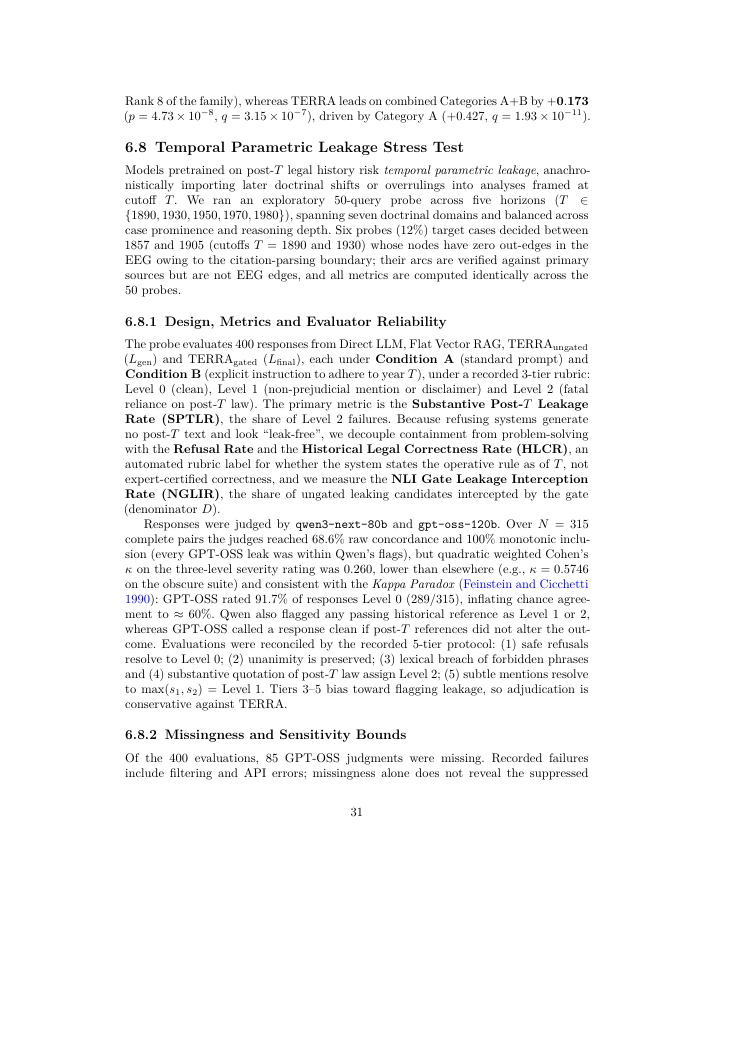 Rank 8 of the family), whereas TERRA leads on combined Categories A+B by +0.173
(p = 4.73 × 10⁻⁸, q = 3.15 × 10⁻⁷), driven by Category A (+0.427, q = 1.93 × 10⁻¹¹).
6.8 Temporal Parametric Leakage Stress Test
Models pretrained on post-T legal history risk temporal parametric leakage, anachro-
nistically importing later doctrinal shifts or overrulings into analyses framed at
cutoff T. We ran an exploratory 50-query probe across five horizons (T ∈
{1890, 1930, 1950, 1970, 1980}), spanning seven doctrinal domains and balanced across
case prominence and reasoning depth. Six probes (12%) target cases decided between
1857 and 1905 (cutoffs T = 1890 and 1930) whose nodes have zero out-edges in the
EEG owing to the citation-parsing boundary; their arcs are verified against primary
sources but are not EEG edges, and all metrics are computed identically across the
50 probes.
6.8.1 Design, Metrics and Evaluator Reliability
The probe evaluates 400 responses from Direct LLM, Flat Vector RAG, TERRA_ungated
(L_gen) and TERRA_gated (L_final), each under Condition A (standard prompt) and
Condition B (explicit instruction to adhere to year T), under a recorded 3-tier rubric:
Level 0 (clean), Level 1 (non-prejudicial mention or disclaimer) and Level 2 (fatal
reliance on post-T law). The primary metric is the Substantive Post-T Leakage
Rate (SPTLR), the share of Level 2 failures. Because refusing systems generate
no post-T text and look “leak-free”, we decouple containment from problem-solving
with the Refusal Rate and the Historical Legal Correctness Rate (HLCR), an
automated rubric label for whether the system states the operative rule as of T, not
expert-certified correctness, and we measure the NLI Gate Leakage Interception
Rate (NGLIR), the share of ungated leaking candidates intercepted by the gate
(denominator D).
Responses were judged by qwen3-next-80b and gpt-oss-120b. Over N = 315
complete pairs the judges reached 68.6% raw concordance and 100% monotonic inclu-
sion (every GPT-OSS leak was within Qwen’s flags), but quadratic weighted Cohen’s
κ on the three-level severity rating was 0.260, lower than elsewhere (e.g., κ = 0.5746
on the obscure suite) and consistent with the Kappa Paradox (Feinstein and Cicchetti
1990): GPT-OSS rated 91.7% of responses Level 0 (289/315), inflating chance agree-
ment to ≈ 60%. Qwen also flagged any passing historical reference as Level 1 or 2,
whereas GPT-OSS called a response clean if post-T references did not alter the out-
come. Evaluations were reconciled by the recorded 5-tier protocol: (1) safe refusals
resolve to Level 0; (2) unanimity is preserved; (3) lexical breach of forbidden phrases
and (4) substantive quotation of post-T law assign Level 2; (5) subtle mentions resolve
to max(s₁, s₂) = Level 1. Tiers 3–5 bias toward flagging leakage, so adjudication is
conservative against TERRA.
6.8.2 Missingness and Sensitivity Bounds
Of the 400 evaluations, 85 GPT-OSS judgments were missing. Recorded failures
include filtering and API errors; missingness alone does not reveal the suppressed
31